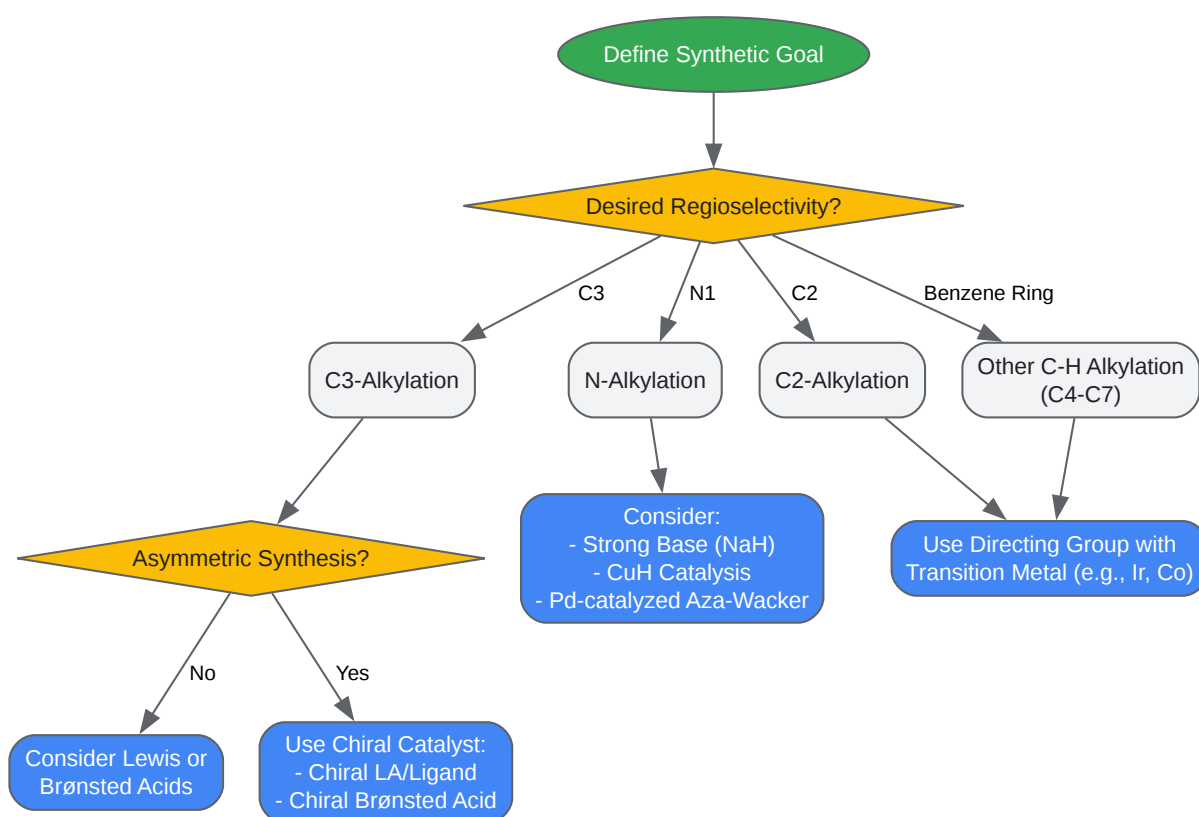 Define Synthetic Goal
Desired Regioselectivity?
C3
N1
C2
Benzene Ring
C3-Alkylation
N-Alkylation
C2-Alkylation
Other C-H Alkylation
(C4-C7)
Asymmetric Synthesis?
Consider:
- Strong Base (NaH)
- CuH Catalysis
- Pd-catalyzed Aza-Wacker
Use Directing Group with
Transition Metal (e.g., Ir, Co)
No
Yes
Consider Lewis or
Brønsted Acids
Use Chiral Catalyst:
- Chiral LA/Ligand
- Chiral Brønsted Acid